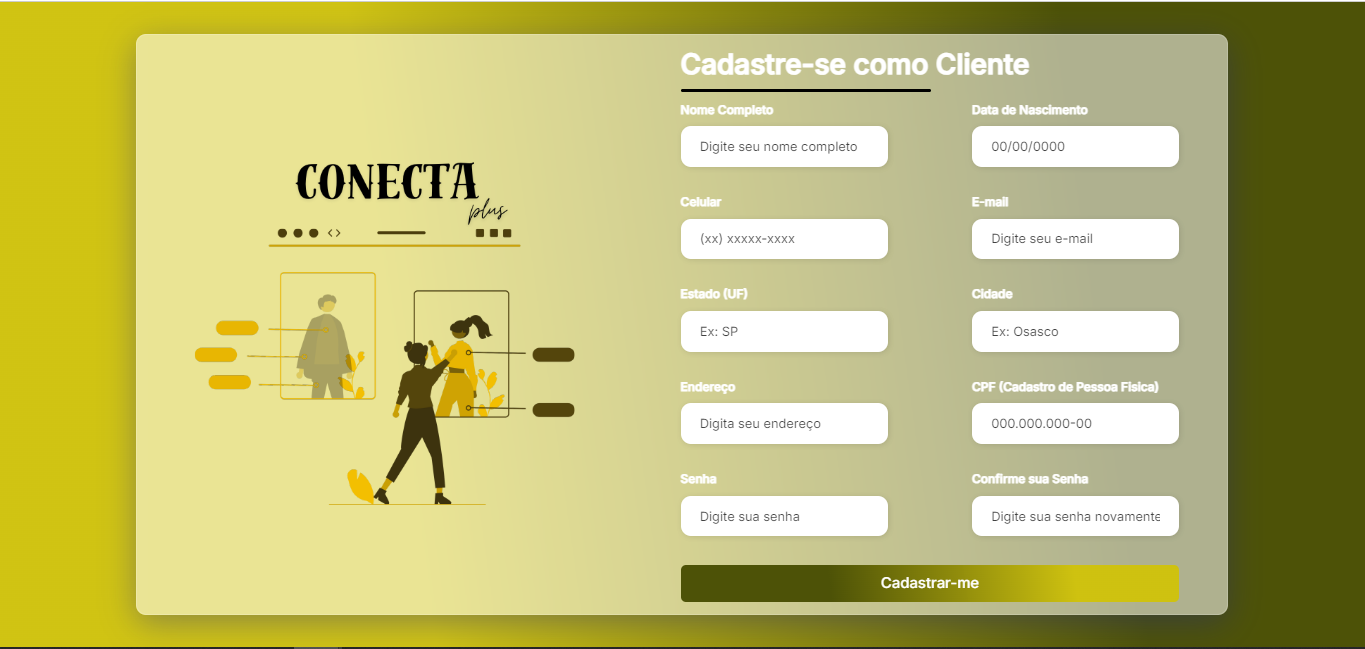 CONECTA
plus
Cadastre-se como Cliente
Nome Completo
Data de Nascimento
Digite seu nome completo
00/00/0000
Celular
E-mail
(xx) xxxxx-xxxx
Digite seu e-mail
Estado (UF)
Cidade
Ex: SP
Ex: Osasco
Endereço
CPF (Cadastro de Pessoa Física)
Digita seu endereço
000.000.000-00
Senha
Confirme sua Senha
Digite sua senha
Digite sua senha novamente
Cadastrar-me